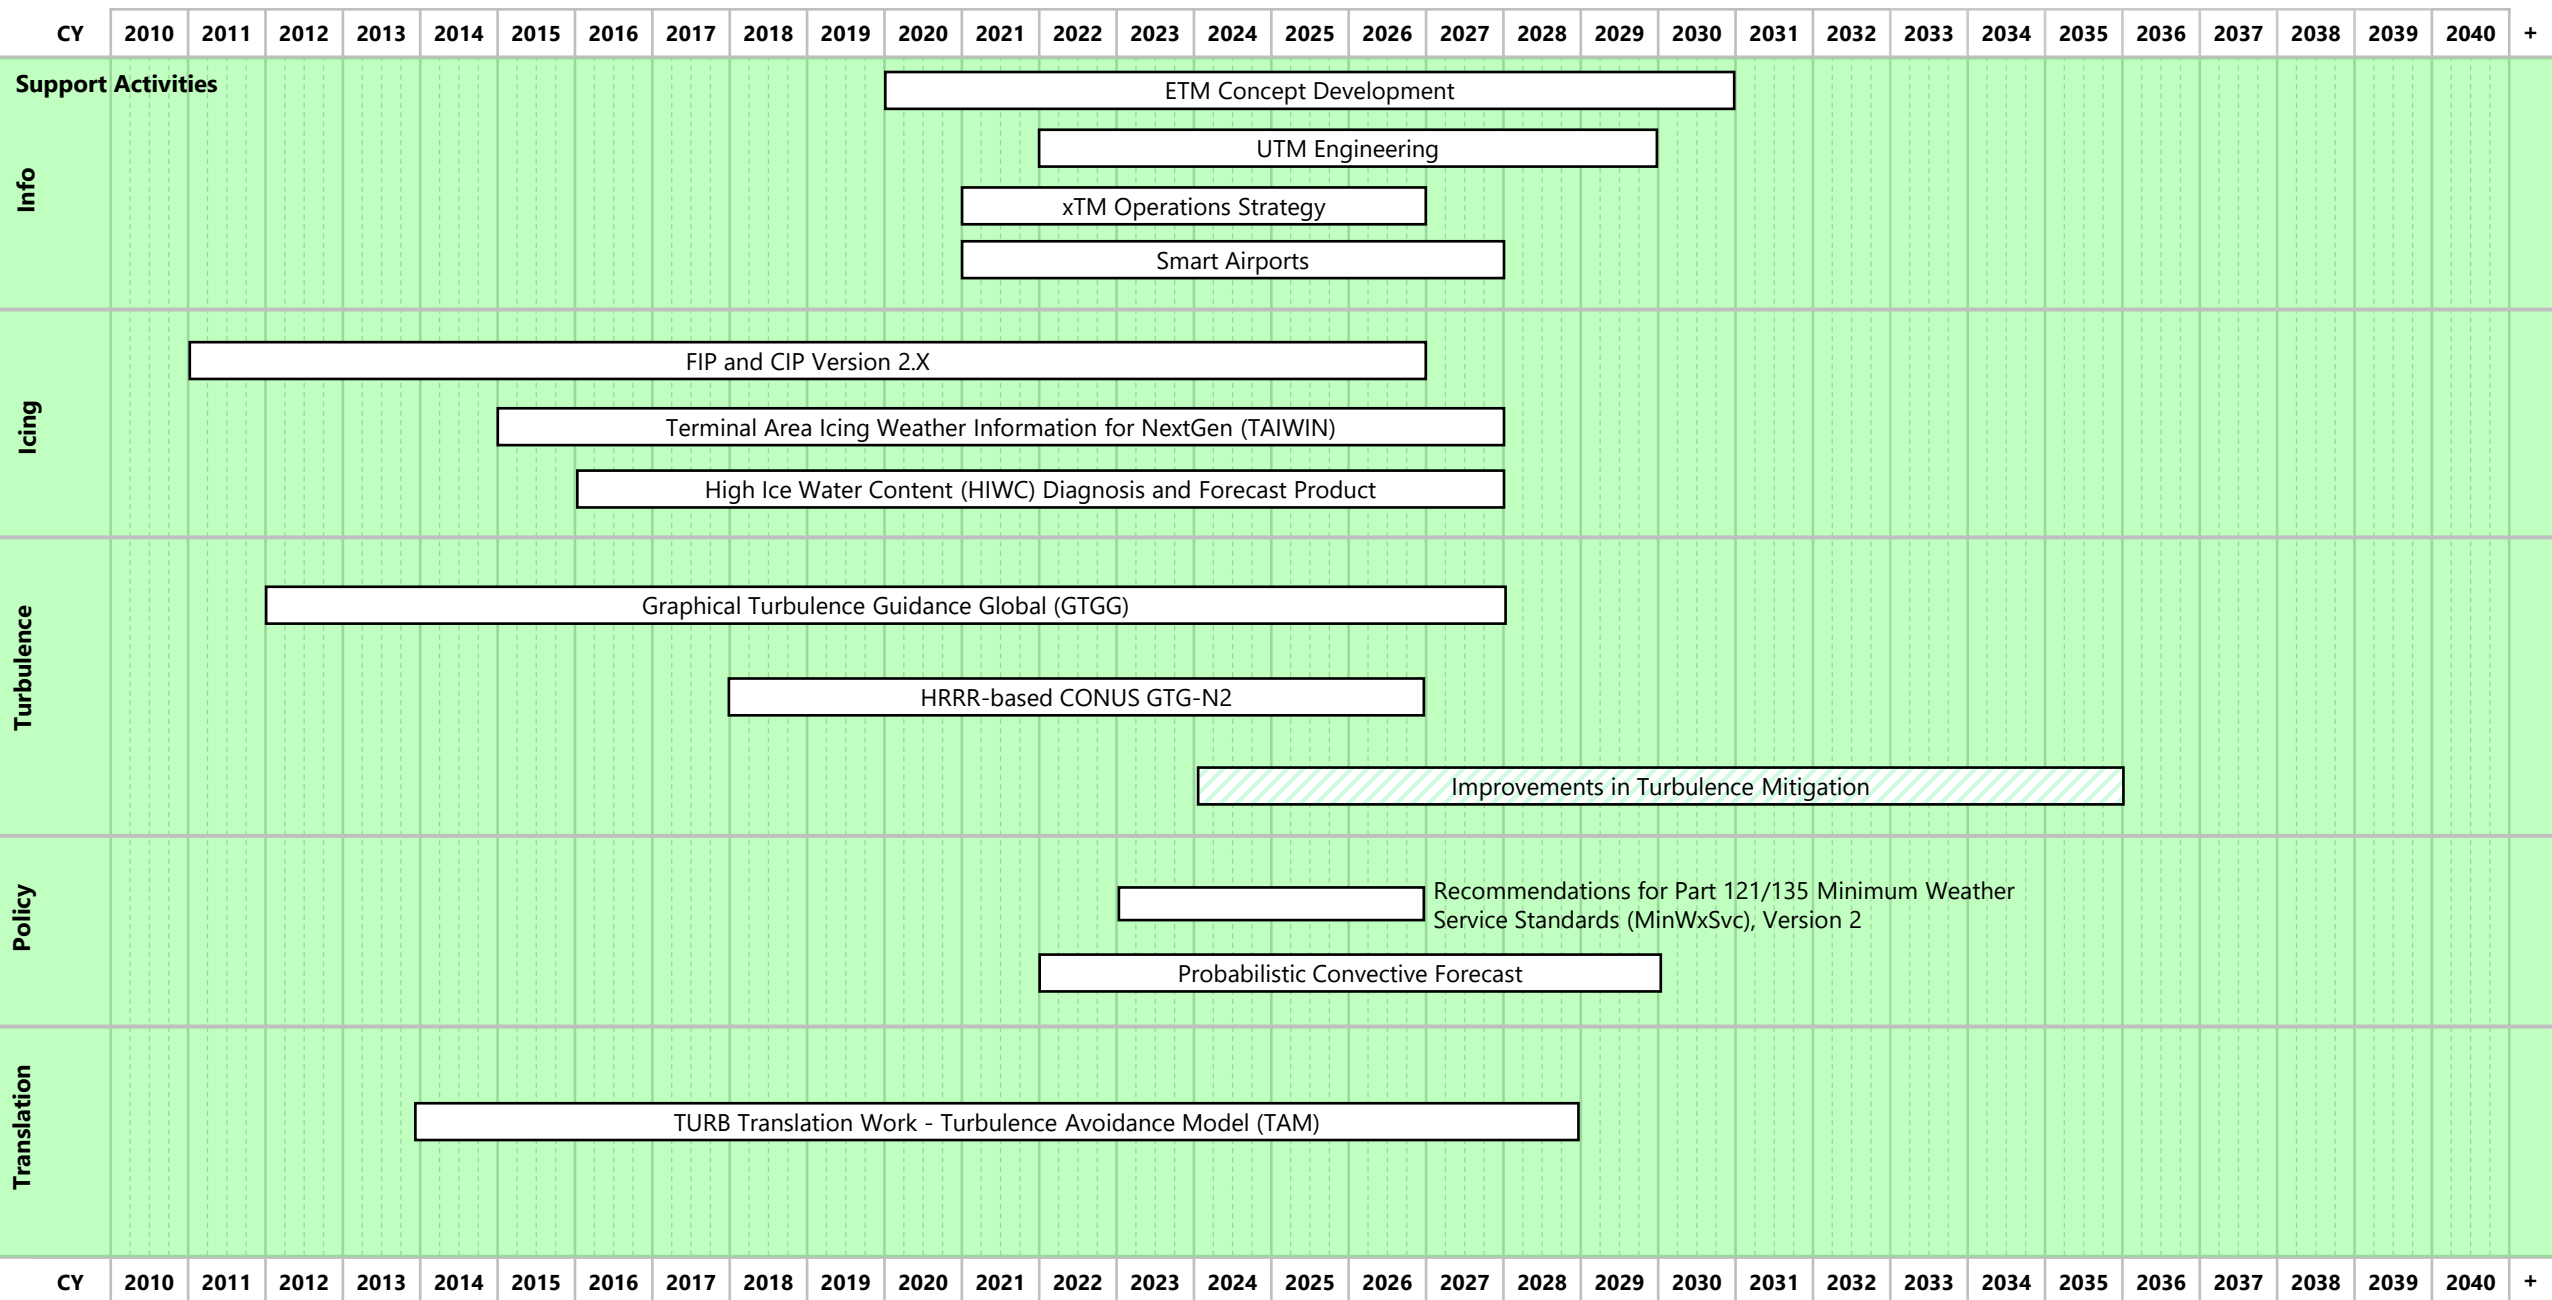 CY 2010 2011 2012 2013 2014 2015 2016 2017 2018 2019 2020 2021 2022 2023 2024 2025 2026 2027 2028 2029 2030 2031 2032 2033 2034 2035 2036 2037 2038 2039 2040 +
Support Activities
Info
ETM Concept Development
UTM Engineering
xTM Operations Strategy
Smart Airports
Icing
FIP and CIP Version 2.X
Terminal Area Icing Weather Information for NextGen (TAIWIN)
High Ice Water Content (HIWC) Diagnosis and Forecast Product
Turbulence
Graphical Turbulence Guidance Global (GTGG)
HRRR-based CONUS GTG-N2
Improvements in Turbulence Mitigation
Policy
Recommendations for Part 121/135 Minimum Weather
Service Standards (MinWxSvc), Version 2
Probabilistic Convective Forecast
Translation
TURB Translation Work - Turbulence Avoidance Model (TAM)
CY 2010 2011 2012 2013 2014 2015 2016 2017 2018 2019 2020 2021 2022 2023 2024 2025 2026 2027 2028 2029 2030 2031 2032 2033 2034 2035 2036 2037 2038 2039 2040 +